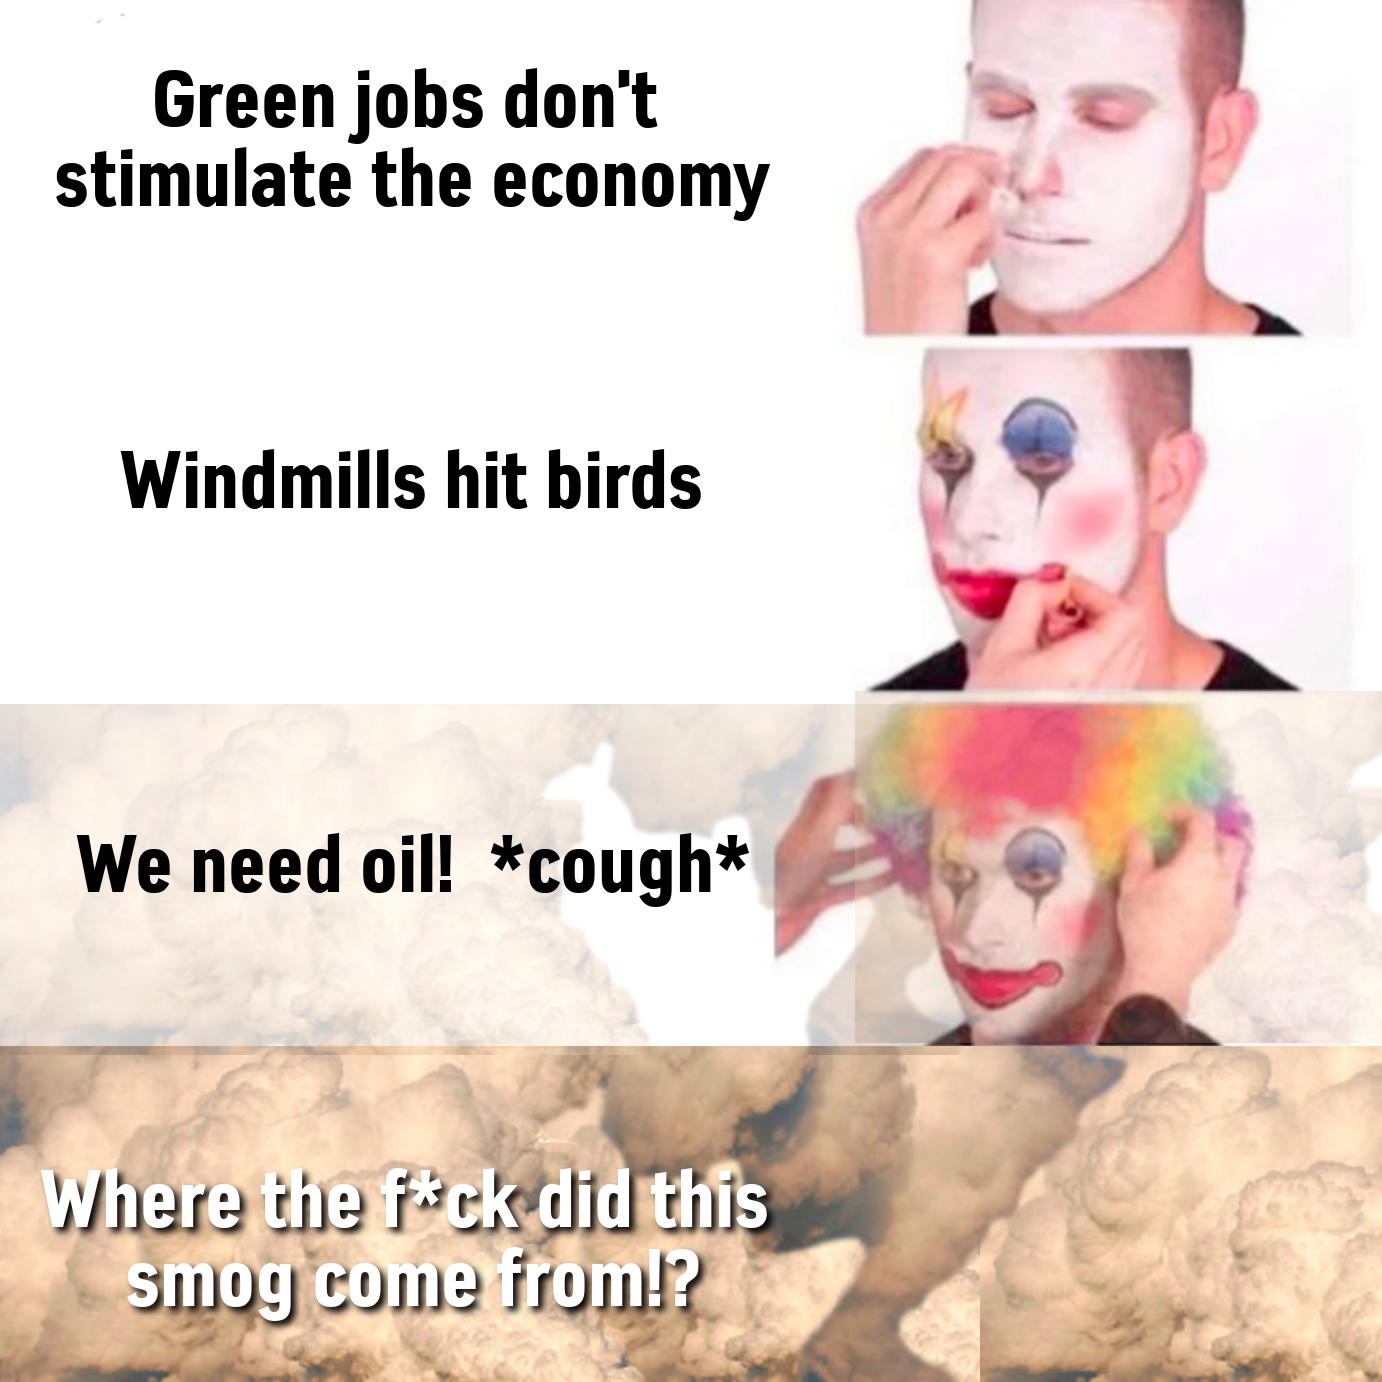 Green jobs don't
stimulate the economy
Windmills hit birds
We need oil!  *cough*
Where the f*ck did this
smog come from!?